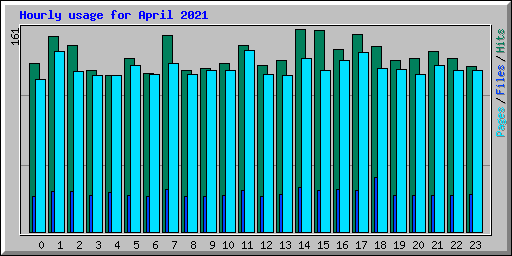 Hourly usage for April 2021
161
Pages / Files / Hits
0 1 2 3 4 5 6 7 8 9 10 11 12 13 14 15 16 17 18 19 20 21 22 23